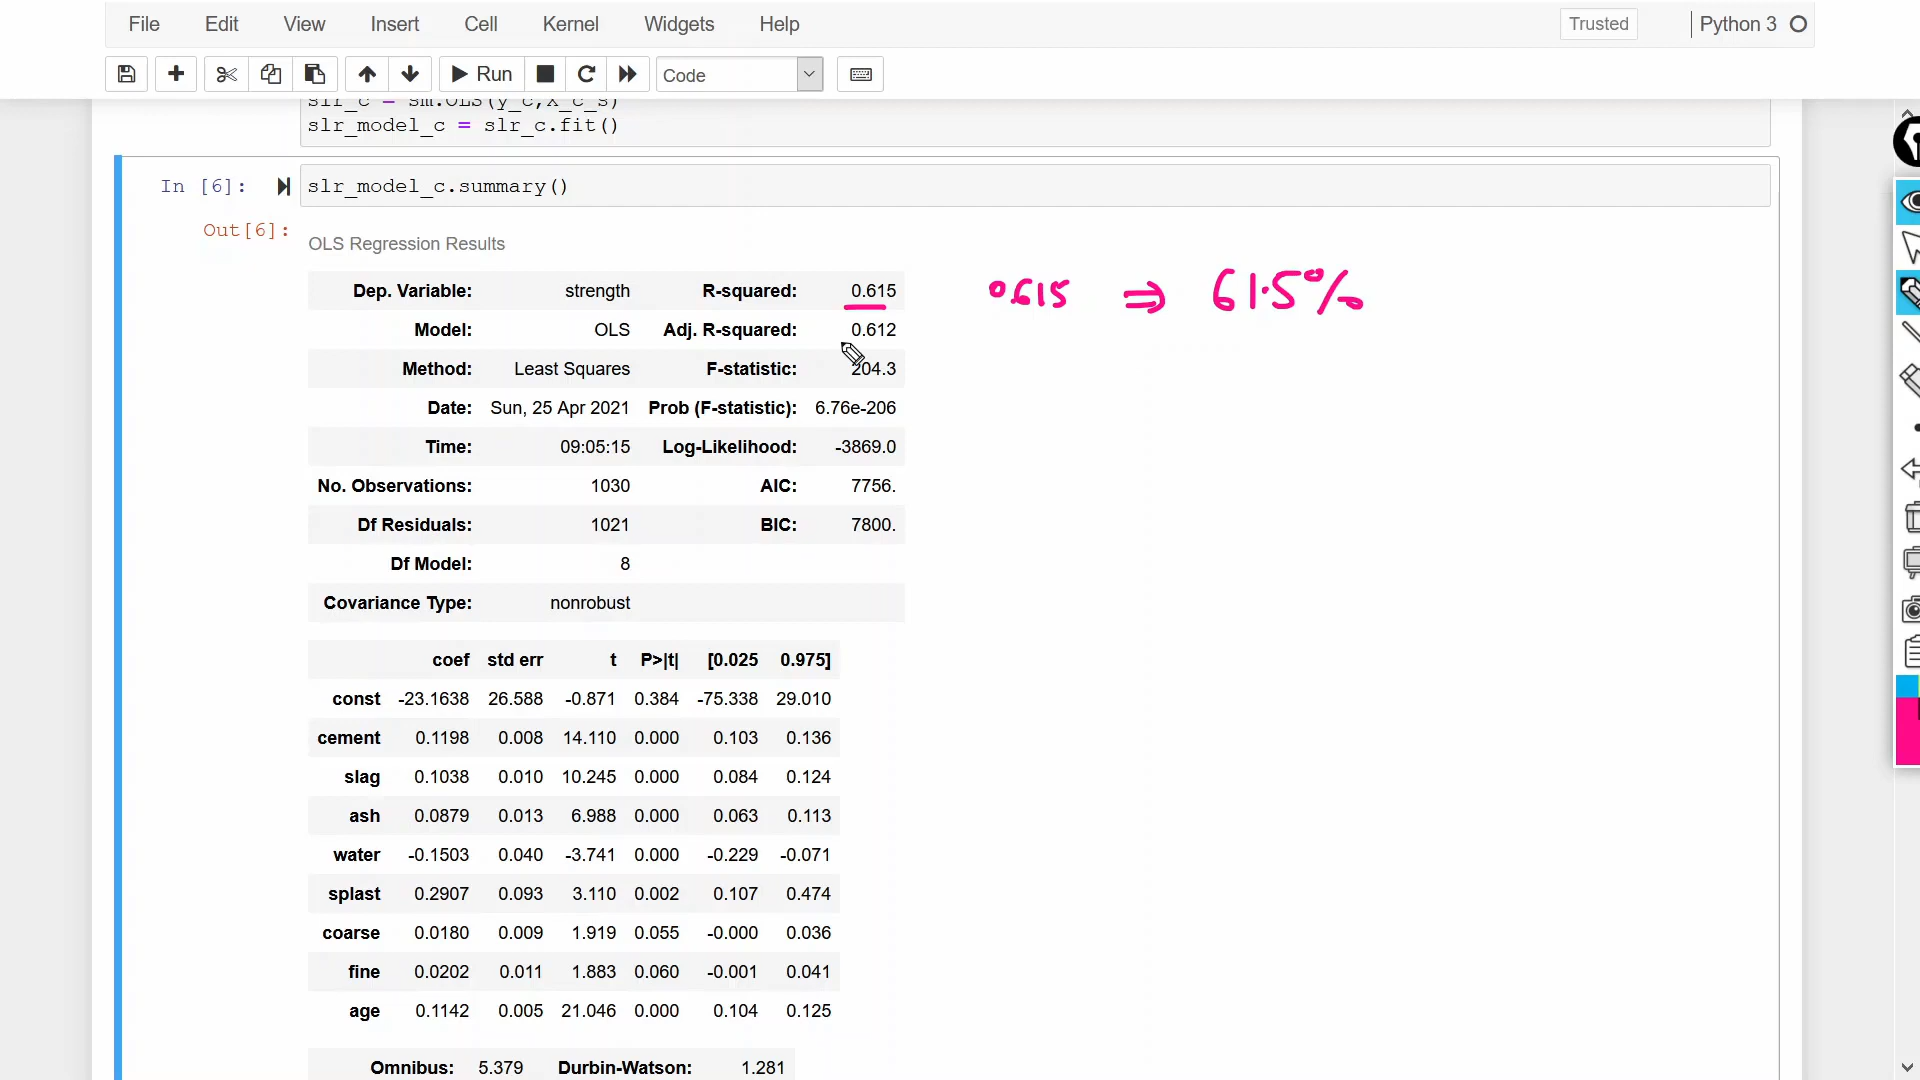 File Edit View Insert Cell Kernel Widgets Help Trusted Python 3
Run Code
slr_c = sm.OLS(y_c,x_c_s)
slr_model_c = slr_c.fit()
In [6]: slr_model_c.summary()
Out[6]:
OLS Regression Results
Dep. Variable: strength R-squared: 0.615 0.615 ⇒ 61.5%
Model: OLS Adj. R-squared: 0.612
Method: Least Squares F-statistic: 204.3
Date: Sun, 25 Apr 2021 Prob (F-statistic): 6.76e-206
Time: 09:05:15 Log-Likelihood: -3869.0
No. Observations: 1030 AIC: 7756.
Df Residuals: 1021 BIC: 7800.
Df Model: 8
Covariance Type: nonrobust
coef std err t P>|t| [0.025 0.975]
const -23.1638 26.588 -0.871 0.384 -75.338 29.010
cement 0.1198 0.008 14.110 0.000 0.103 0.136
slag 0.1038 0.010 10.245 0.000 0.084 0.124
ash 0.0879 0.013 6.988 0.000 0.063 0.113
water -0.1503 0.040 -3.741 0.000 -0.229 -0.071
splast 0.2907 0.093 3.110 0.002 0.107 0.474
coarse 0.0180 0.009 1.919 0.055 -0.000 0.036
fine 0.0202 0.011 1.883 0.060 -0.001 0.041
age 0.1142 0.005 21.046 0.000 0.104 0.125
Omnibus: 5.379 Durbin-Watson: 1.281